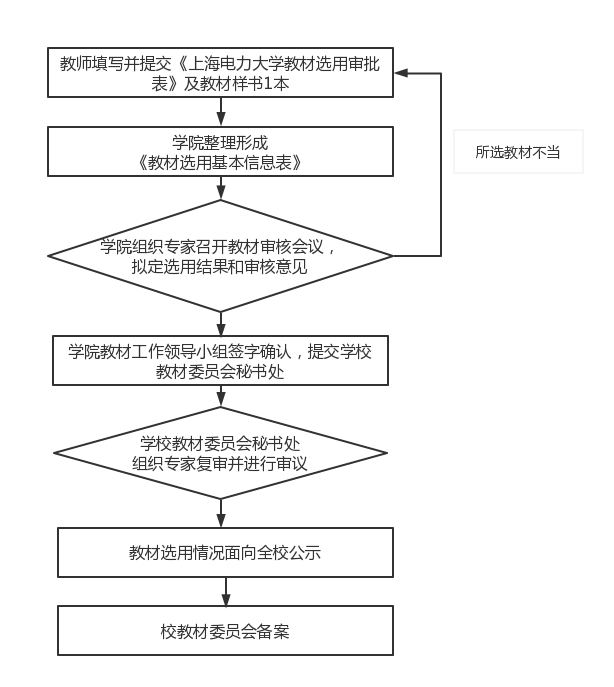 教师填写并提交《上海电力大学教材选用审批
表》及教材样书1本
学院整理形成
《教材选用基本信息表》
所选教材不当
学院组织专家召开教材审核会议，
拟定选用结果和审核意见
学院教材工作领导小组签字确认，提交学校
教材委员会秘书处
学校教材委员会秘书处
组织专家复审并进行审议
教材选用情况面向全校公示
校教材委员会备案